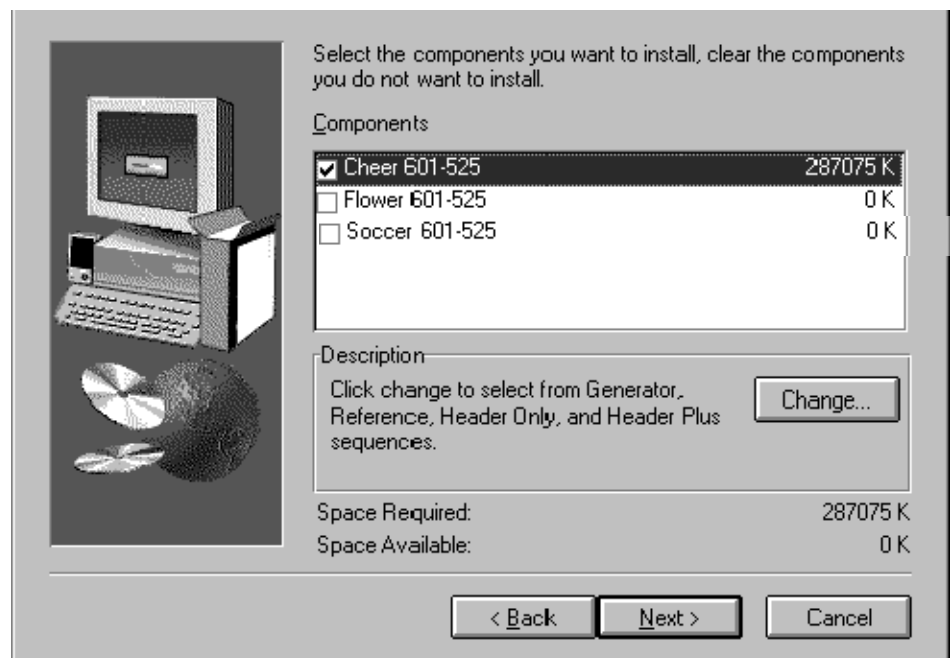 Select the components you want to install, clear the components
you do not want to install.
Components
Cheer 601-525 287075 K
Flower 601-525 0 K
Soccer 601-525 0 K
Description
Click change to select from Generator,
Reference, Header Only, and Header Plus
sequences.
Change...
Space Required: 287075 K
Space Available: 0 K
< Back Next > Cancel